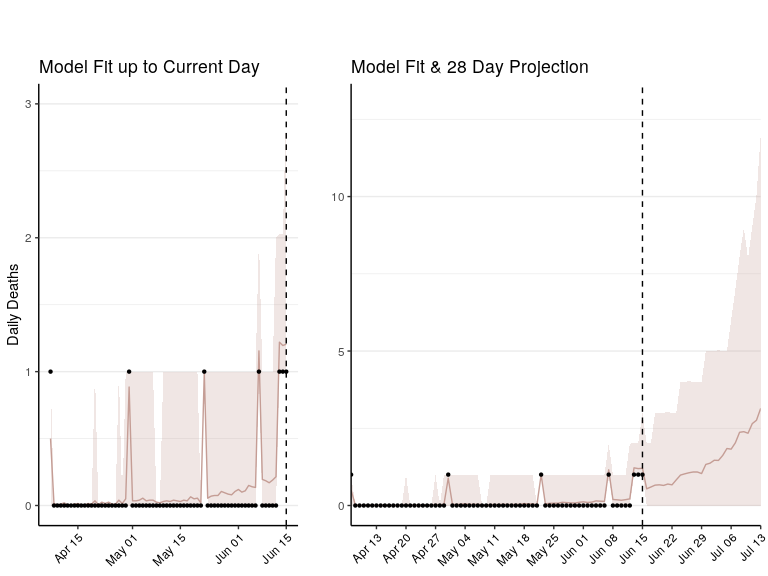 Model Fit up to Current Day
Model Fit & 28 Day Projection
Daily Deaths
3
2
1
0
Apr 15
May 01
May 15
Jun 01
Jun 15
10
5
0
Apr 13
Apr 20
Apr 27
May 04
May 11
May 18
May 25
Jun 01
Jun 08
Jun 15
Jun 22
Jun 29
Jul 06
Jul 13